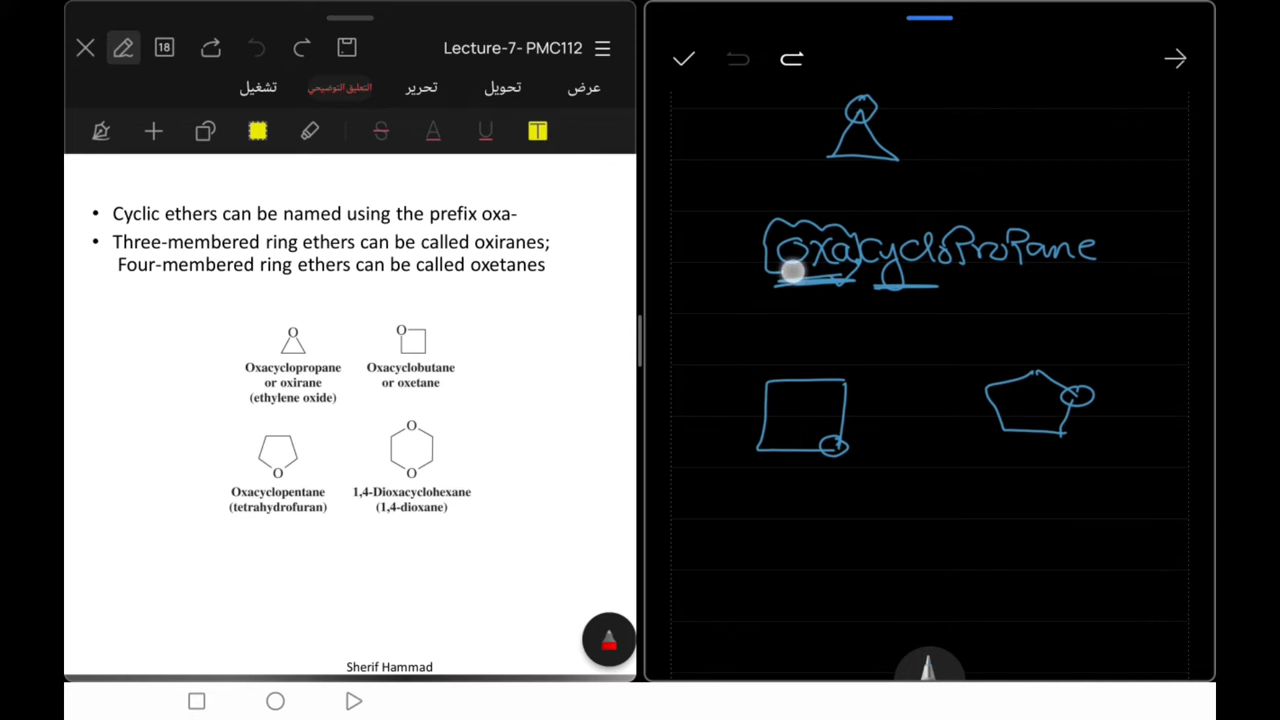 18
Lecture-7- PMC112
عرض
تحويل
تحرير
التعليق التوضيحي
تشغيل
S A U T
• Cyclic ethers can be named using the prefix oxa-
• Three-membered ring ethers can be called oxiranes;
Four-membered ring ethers can be called oxetanes
O
O
Oxacyclopropane
or oxirane
(ethylene oxide)
Oxacyclobutane
or oxetane
O
O
O
Oxacyclopentane
(tetrahydrofuran)
1,4-Dioxacyclohexane
(1,4-dioxane)
Sherif Hammad
oxacycloPropane